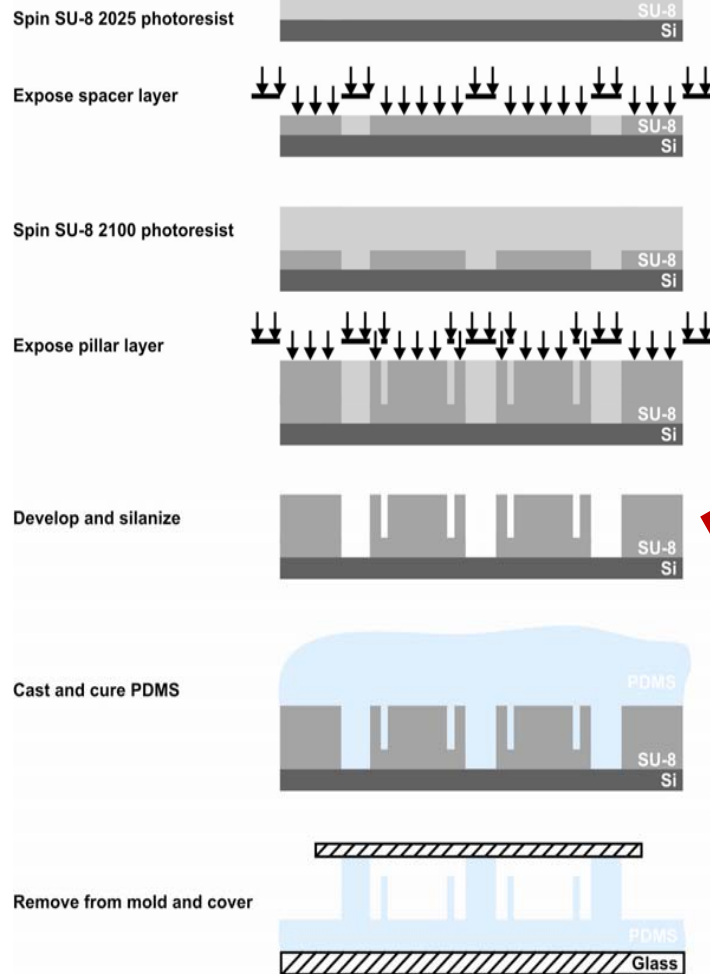 Spin SU-8 2025 photoresist
SU-8
Si
Expose spacer layer
SU-8
Si
Spin SU-8 2100 photoresist
SU-8
Si
Expose pillar layer
SU-8
Si
Develop and silanize
SU-8
Si
Cast and cure PDMS
PDMS
SU-8
Si
Remove from mold and cover
PDMS
Glass